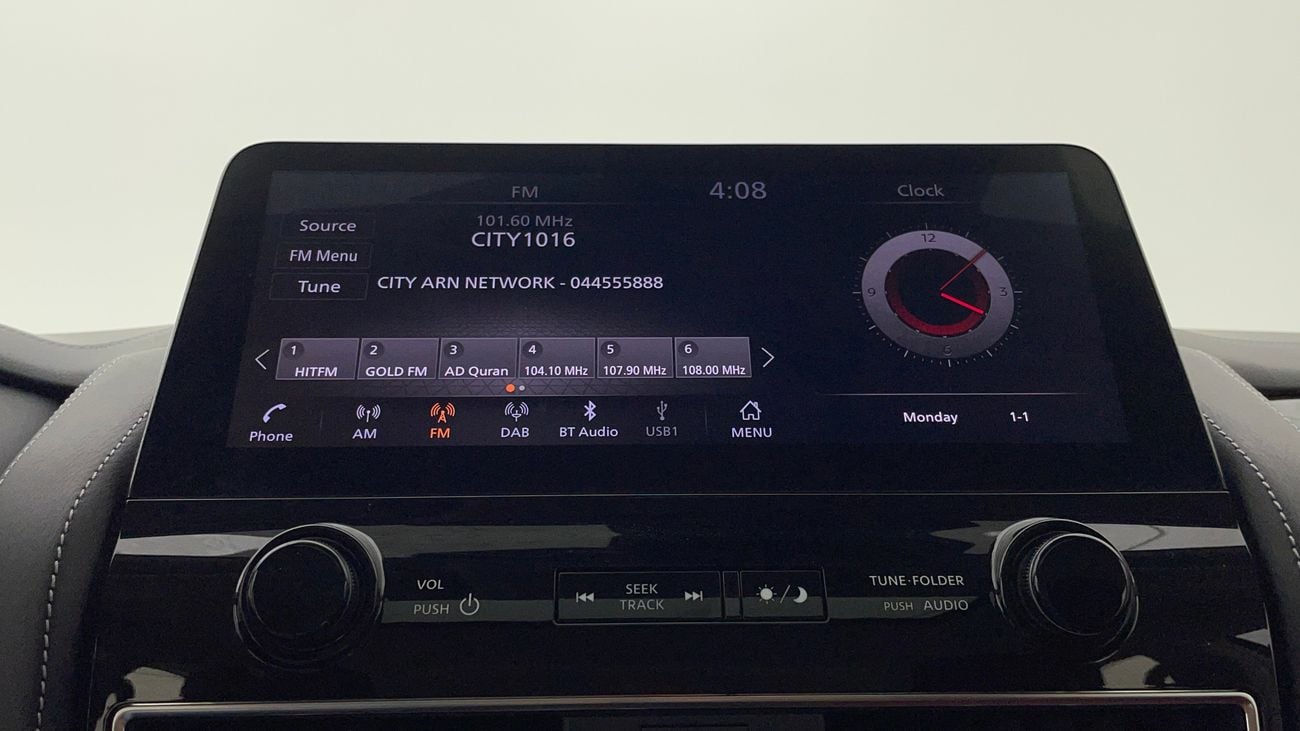 FM 4:08 Clock
Source
FM Menu
Tune
101.60 MHz
CITY1016
CITY ARN NETWORK - 044555888
1 HITFM
2 GOLD FM
3 AD Quran
4 104.10 MHz
5 107.90 MHz
6 108.00 MHz
12
3
6
9
Monday 1-1
Phone AM FM DAB BT Audio USB1 MENU
VOL
PUSH
SEEK
TRACK
TUNE·FOLDER
PUSH AUDIO